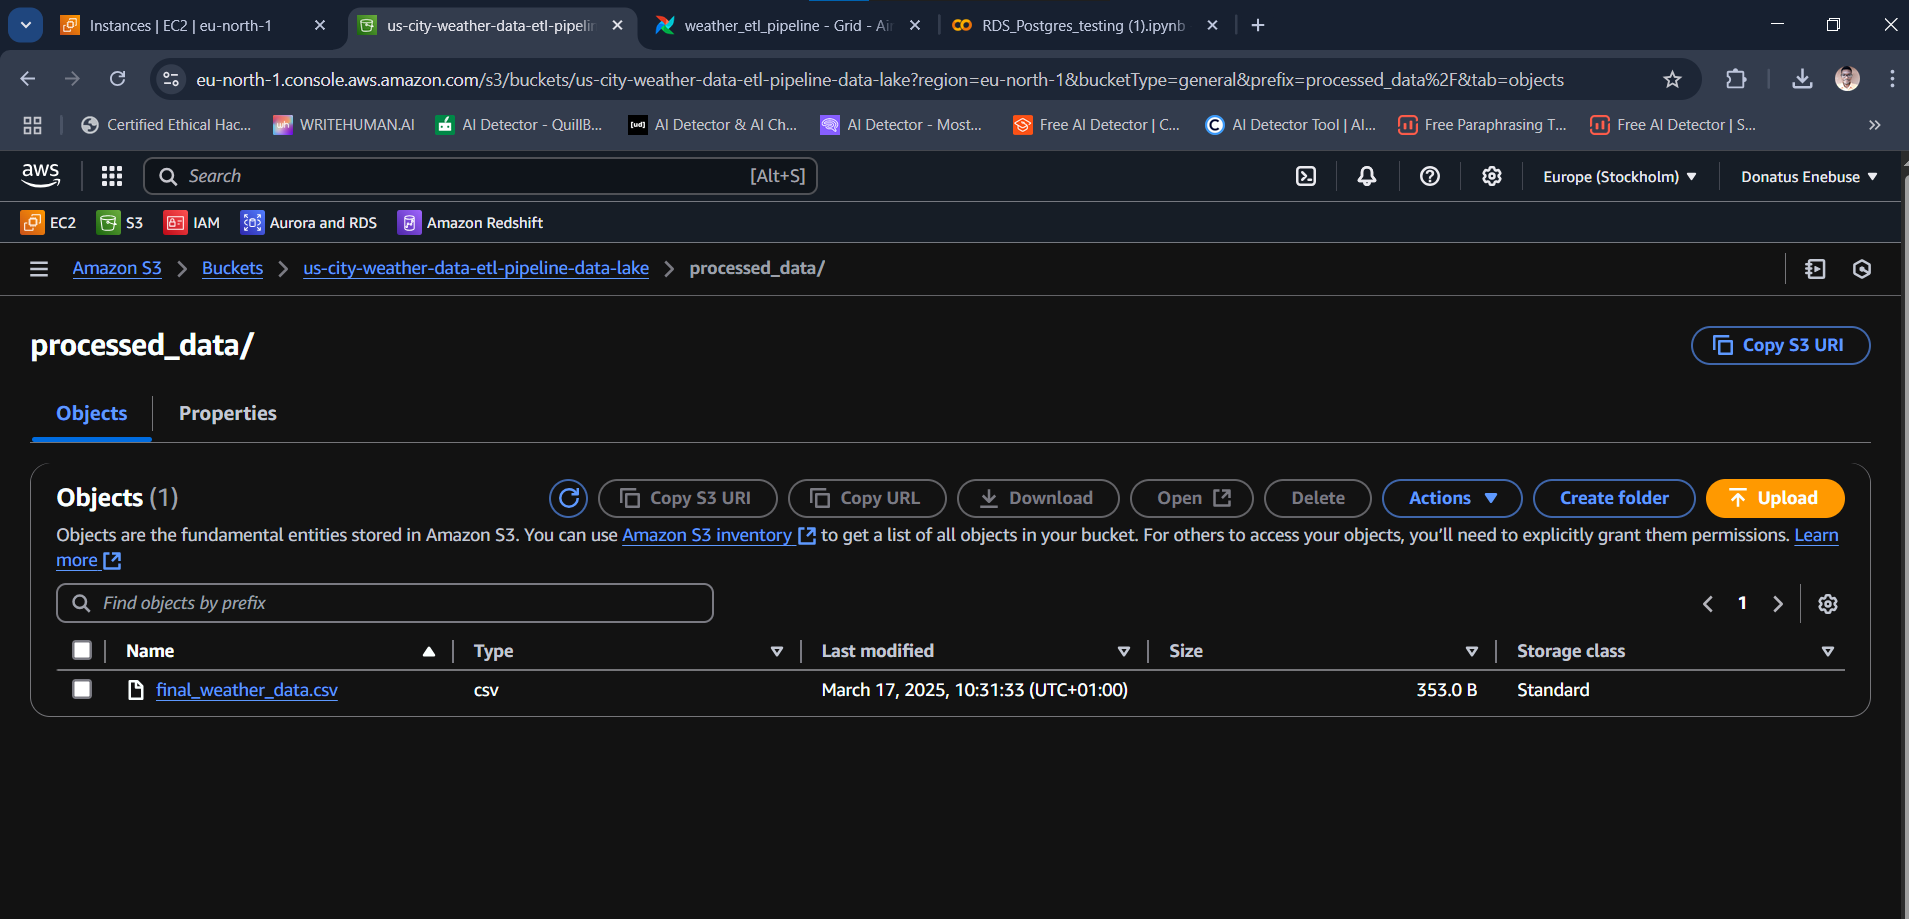 Instances | EC2 | eu-north-1
us-city-weather-data-etl-pipelin
weather_etl_pipeline - Grid - Air
RDS_Postgres_testing (1).ipynb
eu-north-1.console.aws.amazon.com/s3/buckets/us-city-weather-data-etl-pipeline-data-lake?region=eu-north-1&bucketType=general&prefix=processed_data%2F&tab=objects
Certified Ethical Hac...
WRITEHUMAN.AI
AI Detector - QuillB...
AI Detector & AI Ch...
AI Detector - Most...
Free AI Detector | C...
AI Detector Tool | AI...
Free Paraphrasing T...
Free AI Detector | S...
aws
Search
[Alt+S]
Europe (Stockholm)
Donatus Enebuse
EC2
S3
IAM
Aurora and RDS
Amazon Redshift
Amazon S3
Buckets
us-city-weather-data-etl-pipeline-data-lake
processed_data/
processed_data/
Copy S3 URI
Objects
Properties
Objects (1)
Copy S3 URI
Copy URL
Download
Open
Delete
Actions
Create folder
Upload
Objects are the fundamental entities stored in Amazon S3. You can use Amazon S3 inventory to get a list of all objects in your bucket. For others to access your objects, you’ll need to explicitly grant them permissions. Learn
more
Find objects by prefix
1
Name
Type
Last modified
Size
Storage class
final_weather_data.csv
csv
March 17, 2025, 10:31:33 (UTC+01:00)
353.0 B
Standard